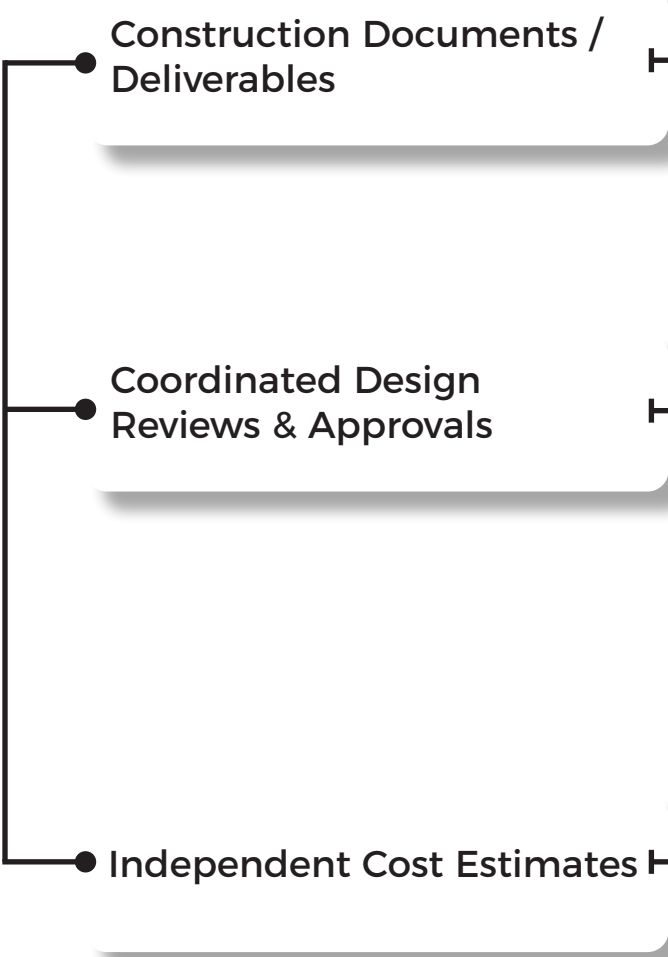 Construction Documents /
Deliverables
Coordinated Design
Reviews & Approvals
Independent Cost Estimates